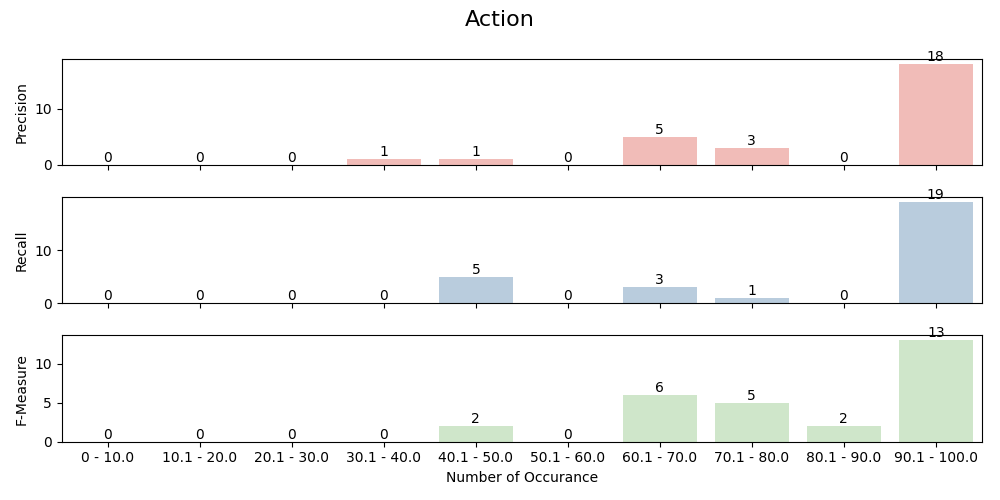 Action
Precision
10
0
0 0 0 1 1 0 5 3 0 18
Recall
10
0
0 0 0 0 5 0 3 1 0 19
F-Measure
10
5
0
0 0 0 0 2 0 6 5 2 13
0 - 10.0 10.1 - 20.0 20.1 - 30.0 30.1 - 40.0 40.1 - 50.0 50.1 - 60.0 60.1 - 70.0 70.1 - 80.0 80.1 - 90.0 90.1 - 100.0
Number of Occurance